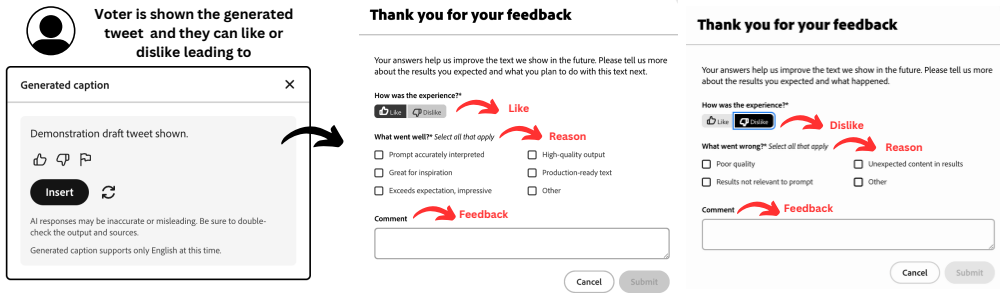 Voter is shown the generated
tweet and they can like or
dislike leading to
Generated caption
Demonstration draft tweet shown.
Insert
AI responses may be inaccurate or misleading. Be sure to double-
check the output and sources.
Generated caption supports only English at this time.
Thank you for your feedback
Your answers help us improve the text we show in the future. Please tell us more
about the results you expected and what you plan to do with this text next.
How was the experience?*
Like Dislike
Like
What went well?* Select all that apply
Reason
Prompt accurately interpreted
High-quality output
Great for inspiration
Production-ready text
Exceeds expectation, impressive
Other
Comment
Feedback
Cancel
Submit
Thank you for your feedback
Your answers help us improve the text we show in the future. Please tell us more
about the results you expected and what happened.
How was the experience?*
Like Dislike
Dislike
What went wrong?* Select all that apply
Reason
Poor quality
Unexpected content in results
Results not relevant to prompt
Other
Comment
Feedback
Cancel
Submit